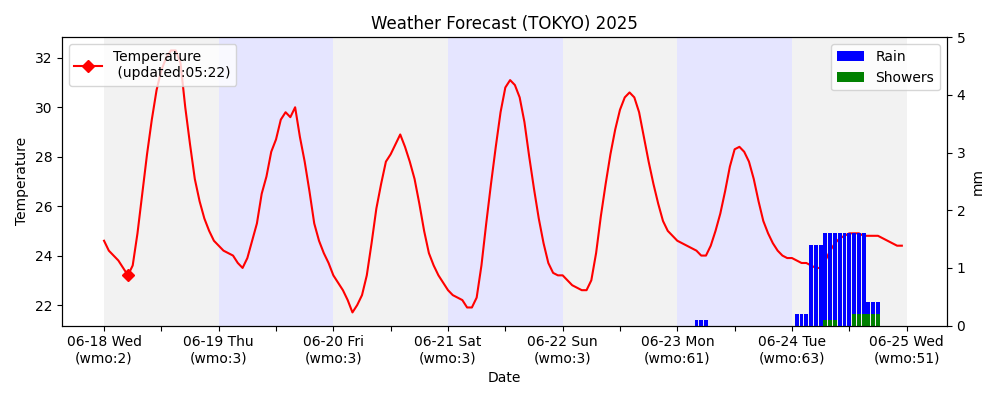 Weather Forecast (TOKYO) 2025
Temperature
(updated:05:22)
Rain
Showers
Temperature
32
30
28
26
24
22
5
4
3
2
1
0
mm
06-18 Wed
(wmo:2)
06-19 Thu
(wmo:3)
06-20 Fri
(wmo:3)
06-21 Sat
(wmo:3)
06-22 Sun
(wmo:3)
06-23 Mon
(wmo:61)
06-24 Tue
(wmo:63)
06-25 Wed
(wmo:51)
Date